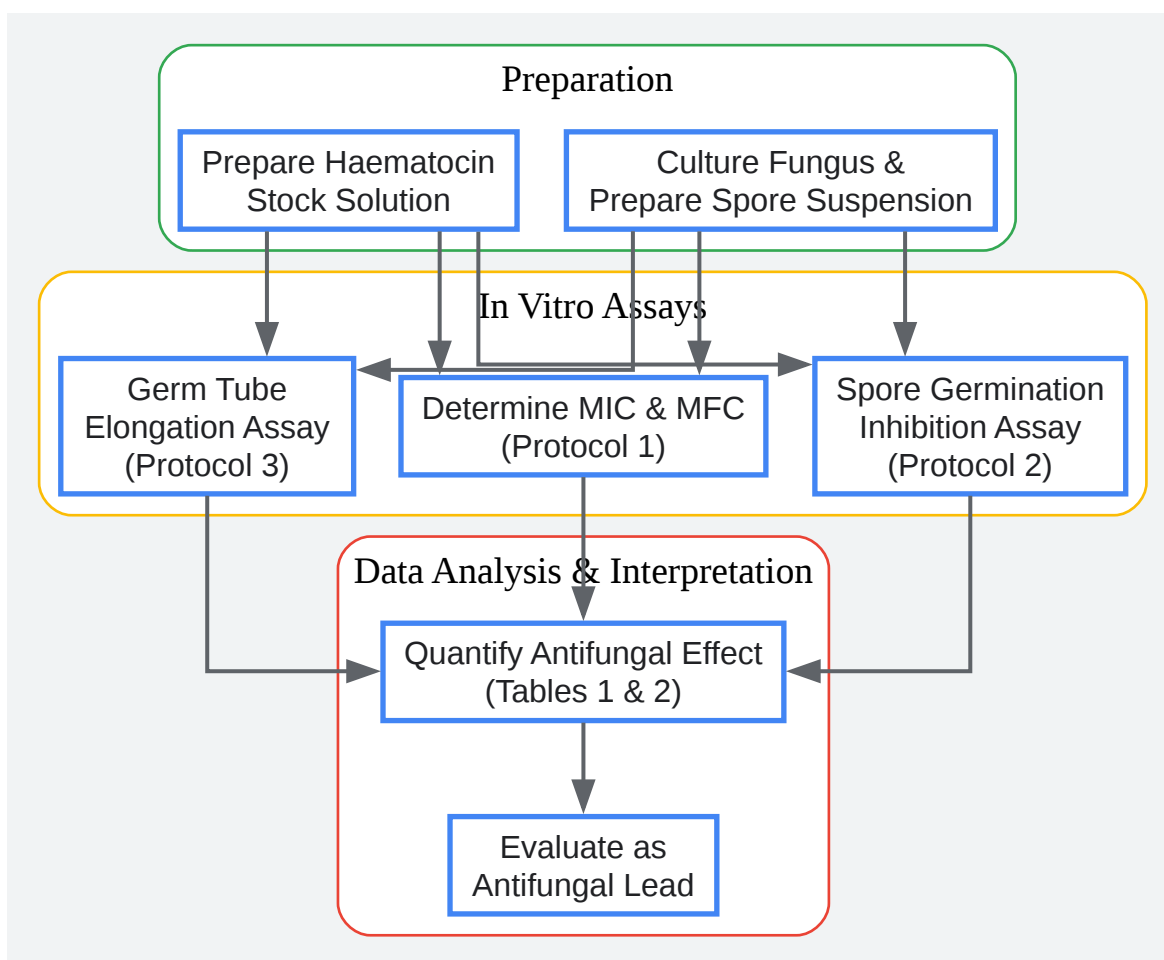 Preparation
Prepare Haematocin
Stock Solution
Culture Fungus &
Prepare Spore Suspension
In Vitro Assays
Germ Tube
Elongation Assay
(Protocol 3)
Determine MIC & MFC
(Protocol 1)
Spore Germination
Inhibition Assay
(Protocol 2)
Data Analysis & Interpretation
Quantify Antifungal Effect
(Tables 1 & 2)
Evaluate as
Antifungal Lead